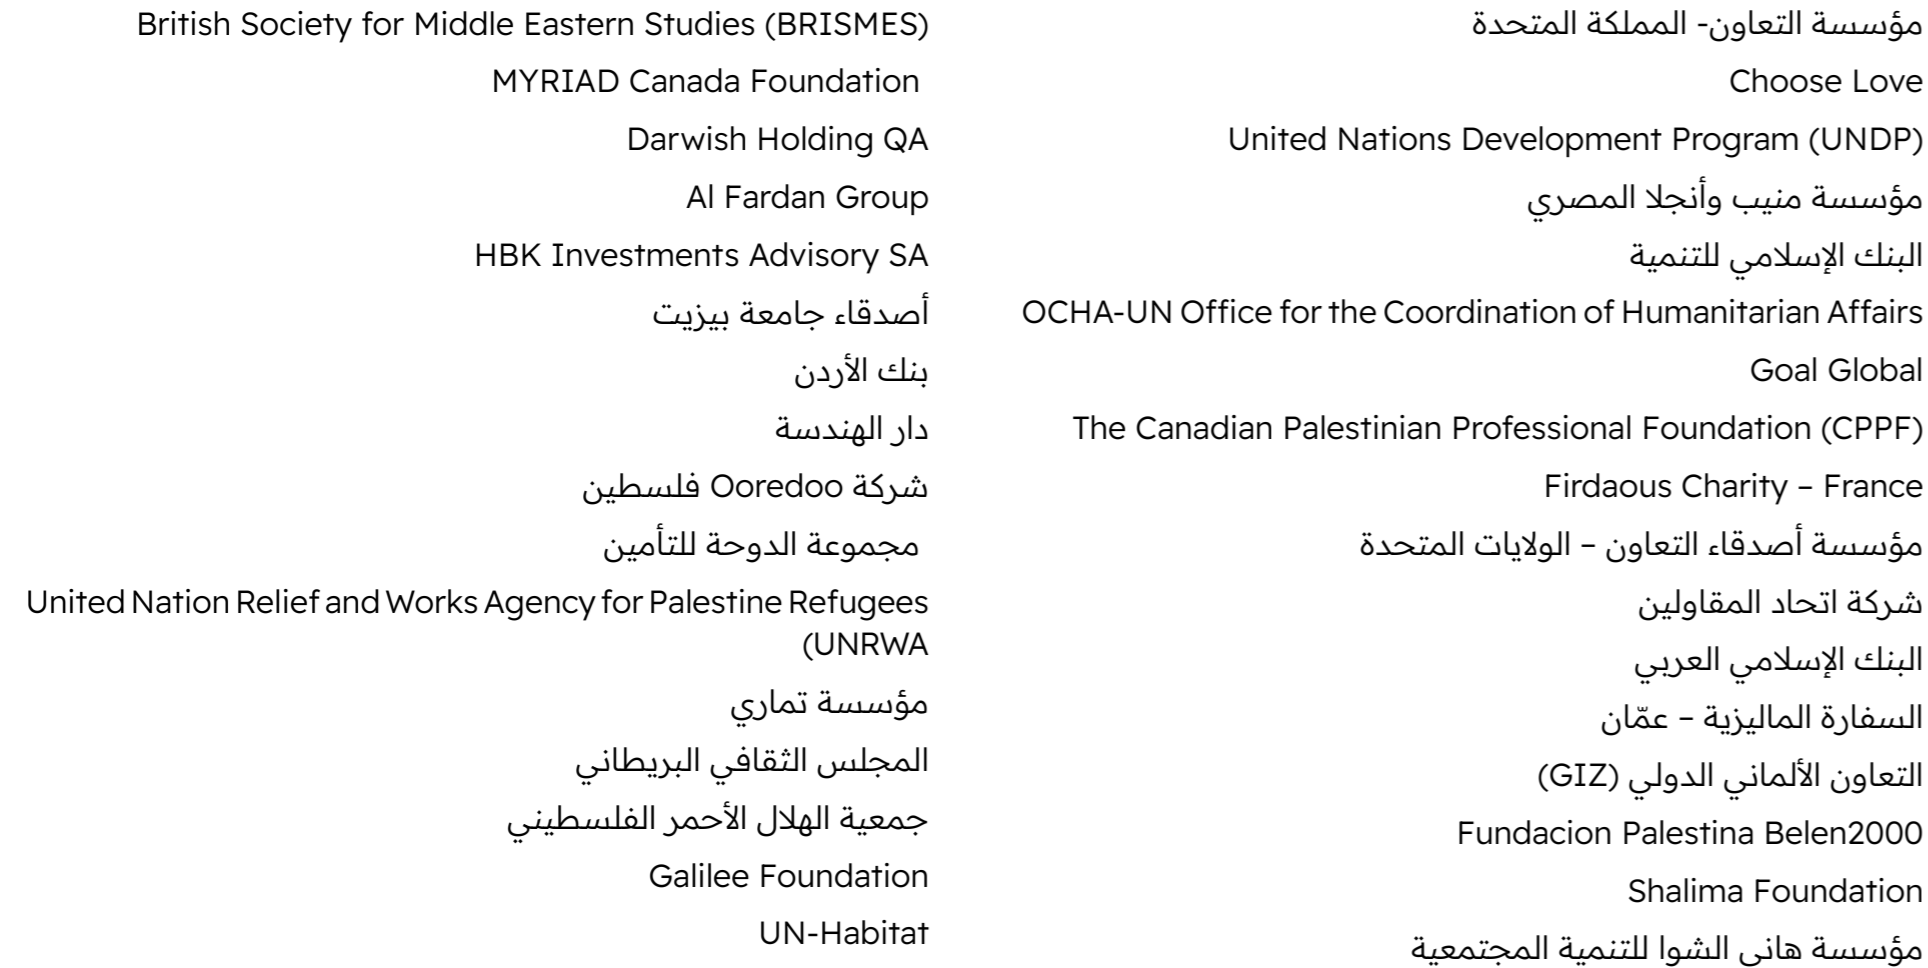 مؤسسة التعاون- المملكة المتحدة
Choose Love
United Nations Development Program (UNDP)
مؤسسة منيب وأنجلا المصري
البنك الإسلامي للتنمية
OCHA-UN Office for the Coordination of Humanitarian Affairs
Goal Global
The Canadian Palestinian Professional Foundation (CPPF)
Firdaous Charity – France
مؤسسة أصدقاء التعاون – الولايات المتحدة
شركة اتحاد المقاولين
البنك الإسلامي العربي
السفارة الماليزية – عمّان
التعاون الألماني الدولي (GIZ)
Fundacion Palestina Belen2000
Shalima Foundation
مؤسسة هاني الشوا للتنمية المجتمعية
British Society for Middle Eastern Studies (BRISMES)
MYRIAD Canada Foundation
Darwish Holding QA
Al Fardan Group
HBK Investments Advisory SA
أصدقاء جامعة بيزيت
بنك الأردن
دار الهندسة
شركة Ooredoo فلسطين
مجموعة الدوحة للتأمين
United Nation Relief and Works Agency for Palestine Refugees
(UNRWA
مؤسسة تماري
المجلس الثقافي البريطاني
جمعية الهلال الأحمر الفلسطيني
Galilee Foundation
UN-Habitat